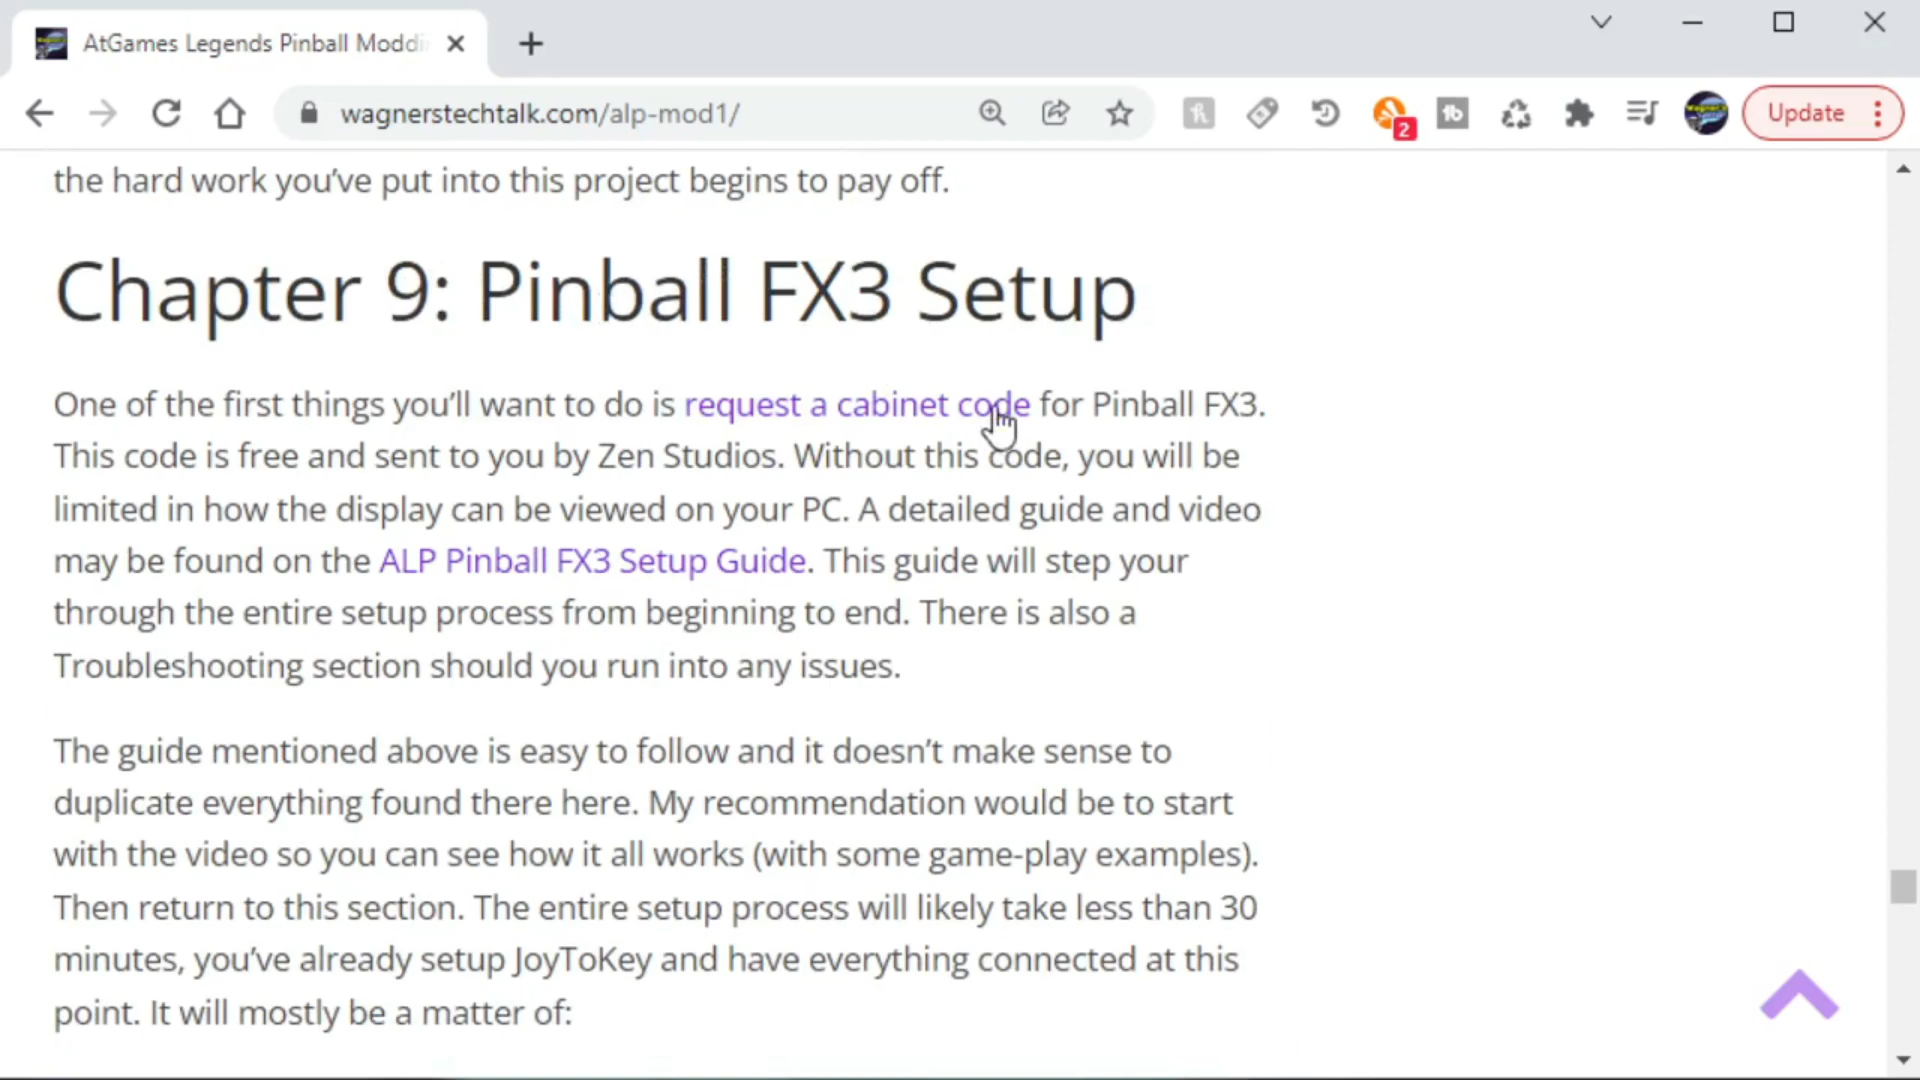 AtGames Legends Pinball Moddi
wagnerstechtalk.com/alp-mod1/
2
Update
the hard work you’ve put into this project begins to pay off.
Chapter 9: Pinball FX3 Setup
One of the first things you’ll want to do is request a cabinet code for Pinball FX3.
This code is free and sent to you by Zen Studios. Without this code, you will be
limited in how the display can be viewed on your PC. A detailed guide and video
may be found on the ALP Pinball FX3 Setup Guide. This guide will step your
through the entire setup process from beginning to end. There is also a
Troubleshooting section should you run into any issues.
The guide mentioned above is easy to follow and it doesn’t make sense to
duplicate everything found there here. My recommendation would be to start
with the video so you can see how it all works (with some game-play examples).
Then return to this section. The entire setup process will likely take less than 30
minutes, you’ve already setup JoyToKey and have everything connected at this
point. It will mostly be a matter of: